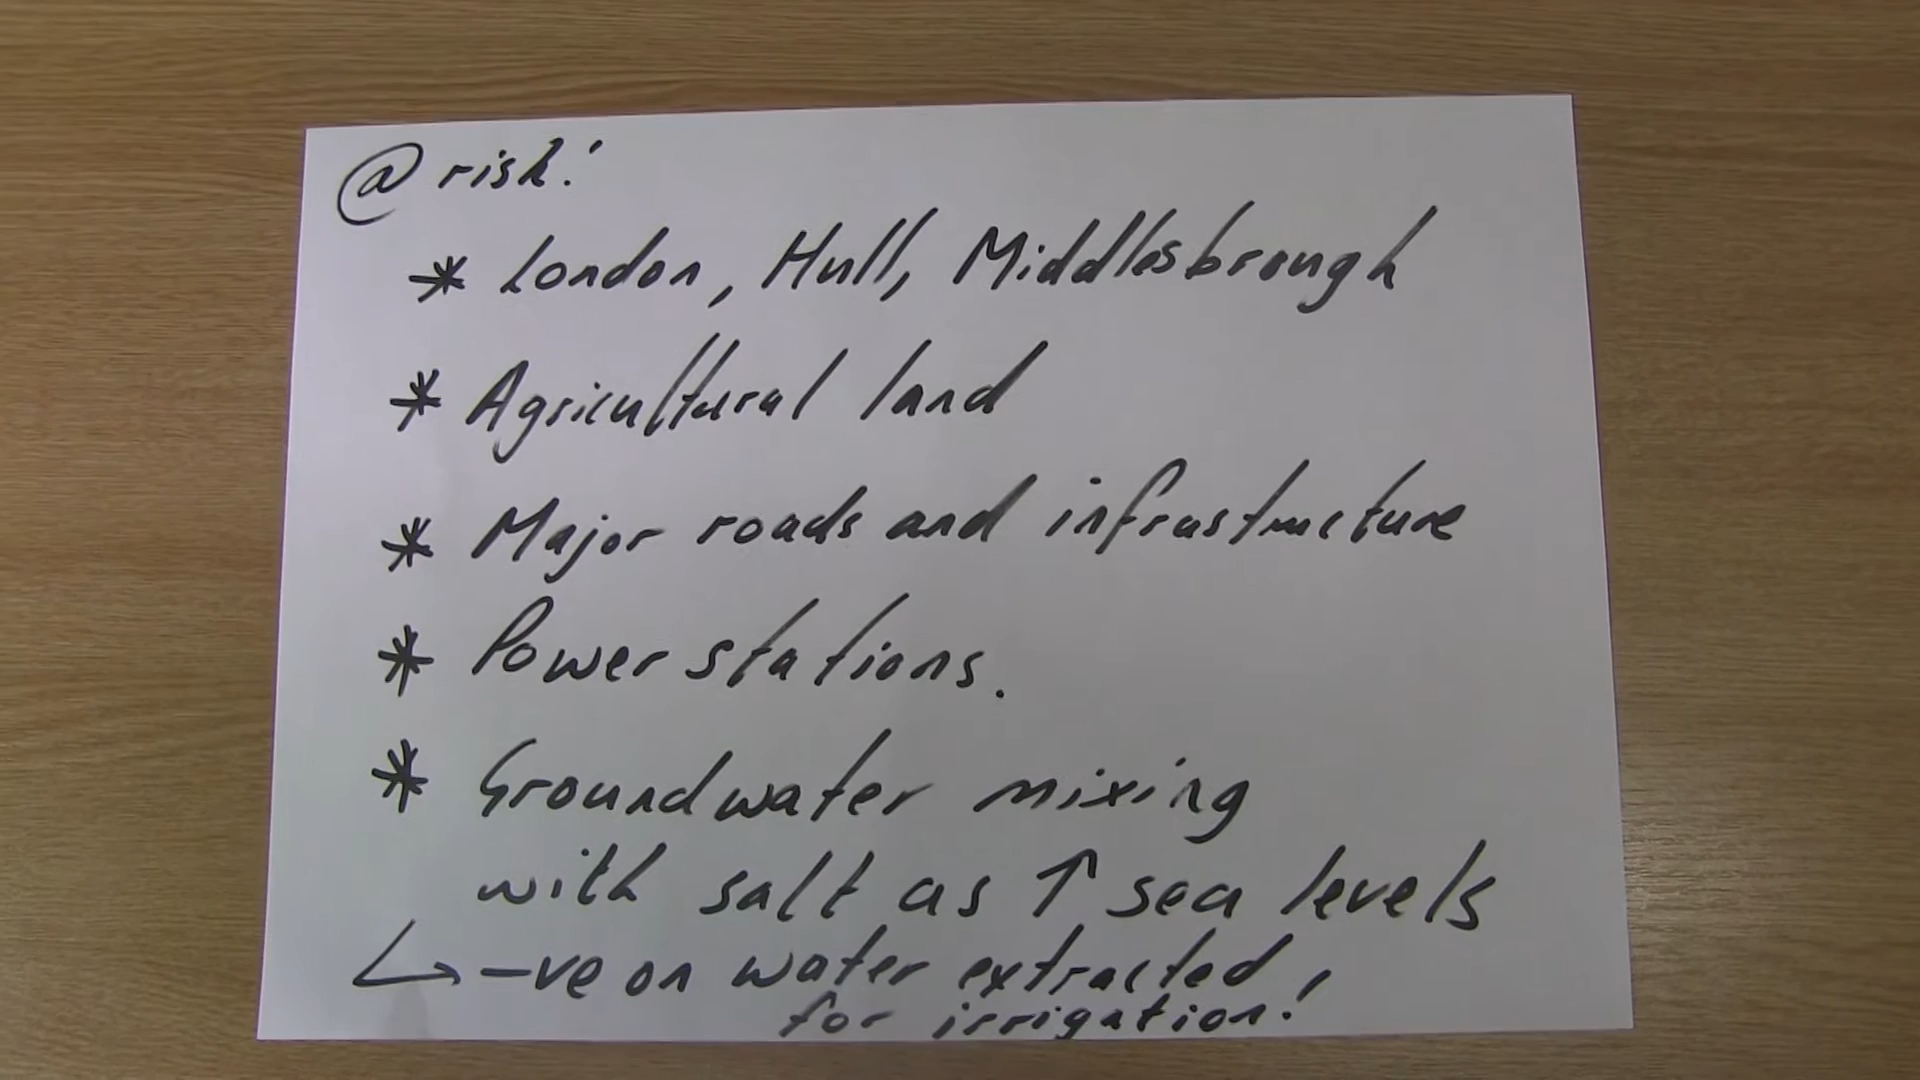 @ risk:
* London, Hull, Middlesbrough
* Agricultural land
* Major roads and infrastructure
* Power stations.
* Groundwater mixing
with salt as ↑ sea levels
↳ -ve on water extracted
for irrigation!